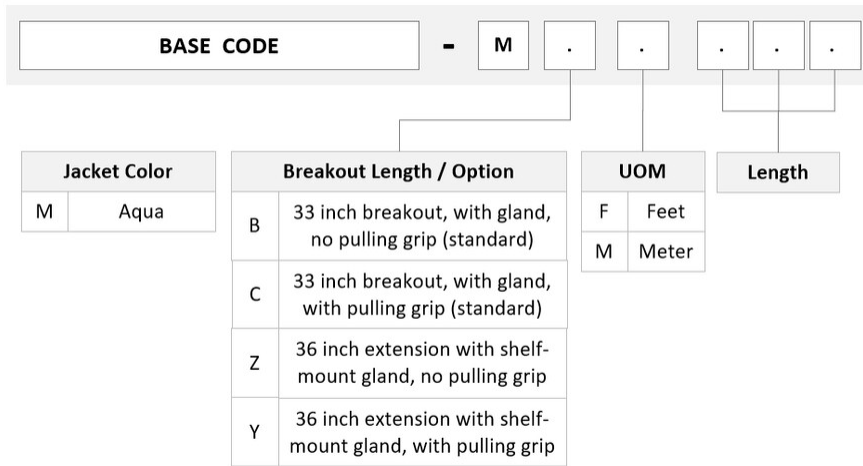 BASE CODE - M . . . . .
Jacket Color
M Aqua
Breakout Length / Option
B 33 inch breakout, with gland,
no pulling grip (standard)
C 33 inch breakout, with gland,
with pulling grip (standard)
Z 36 inch extension with shelf-
mount gland, no pulling grip
Y 36 inch extension with shelf-
mount gland, with pulling grip
UOM
F Feet
M Meter
Length